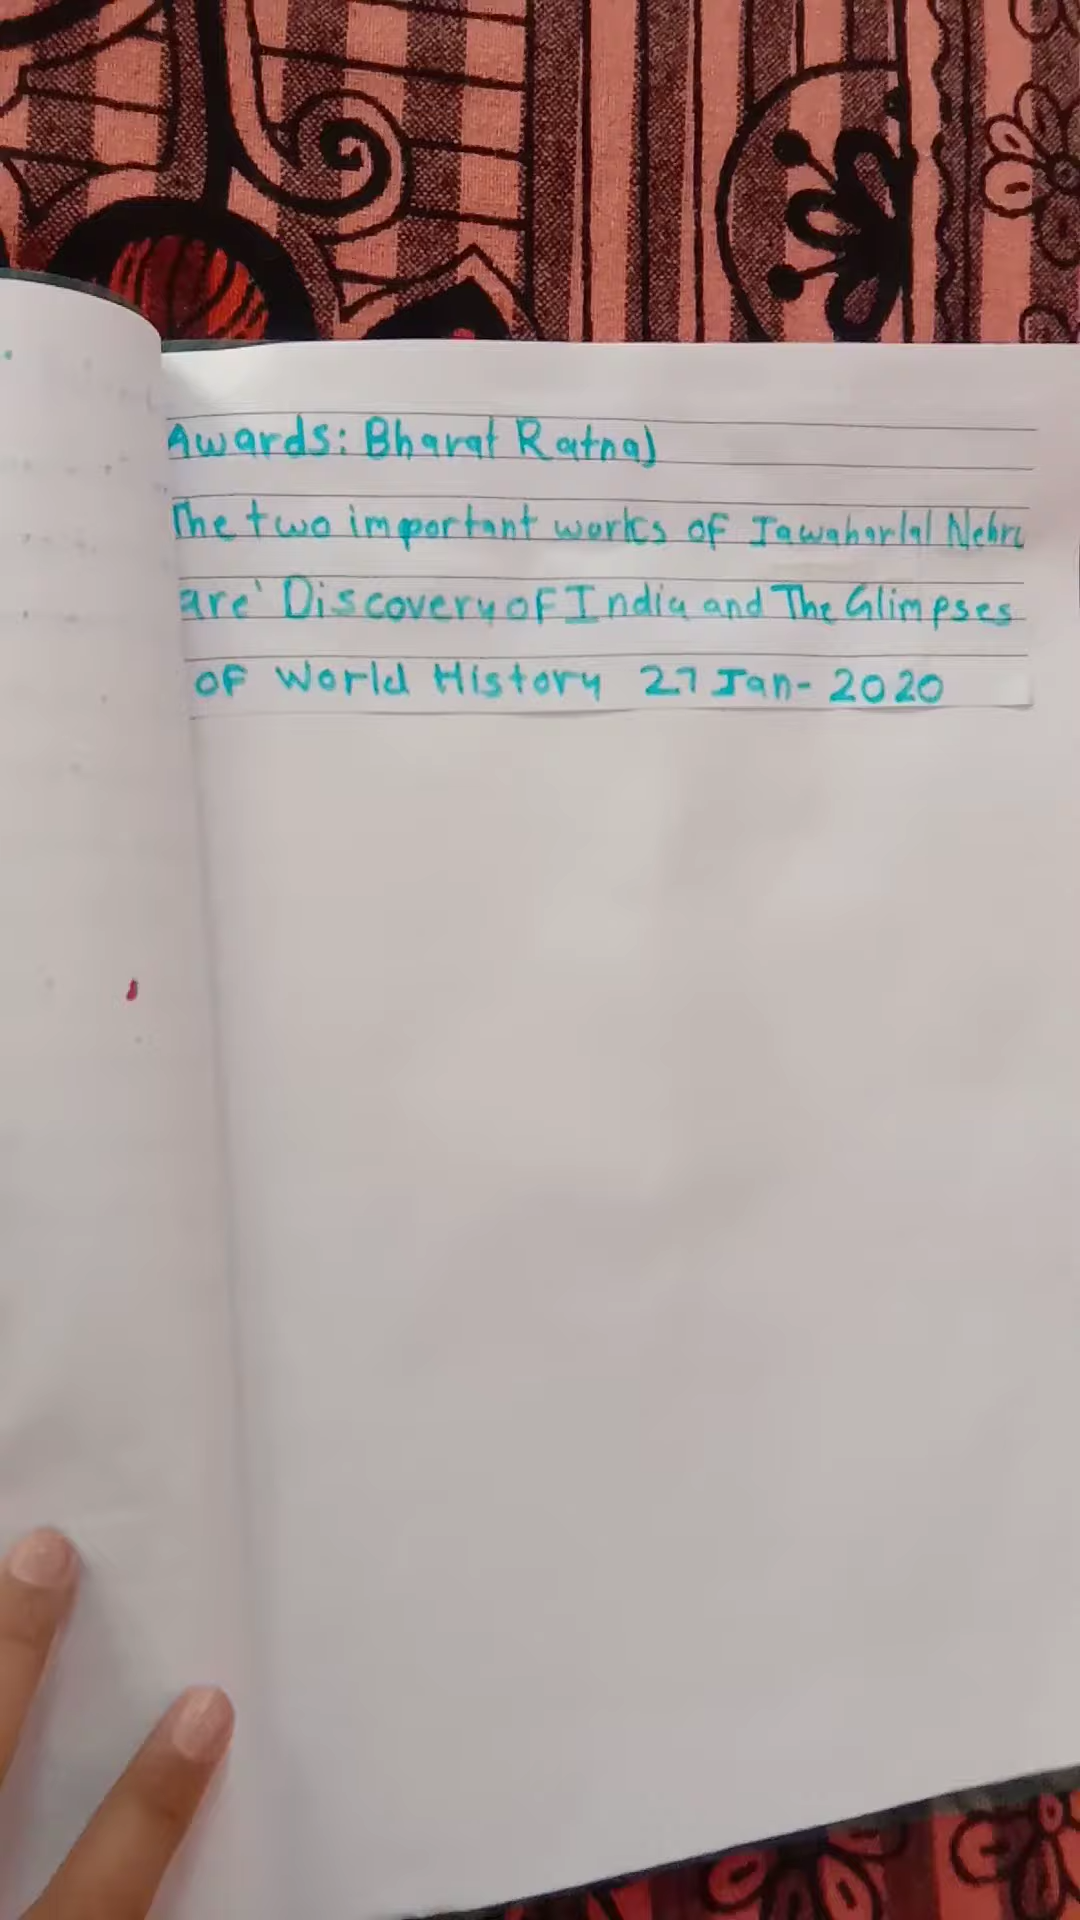 Awards: Bharat Ratna)
The two important works of Jawaharlal Nehru
are' Discovery of India and The Glimpses
of World History 27 Jan- 2020